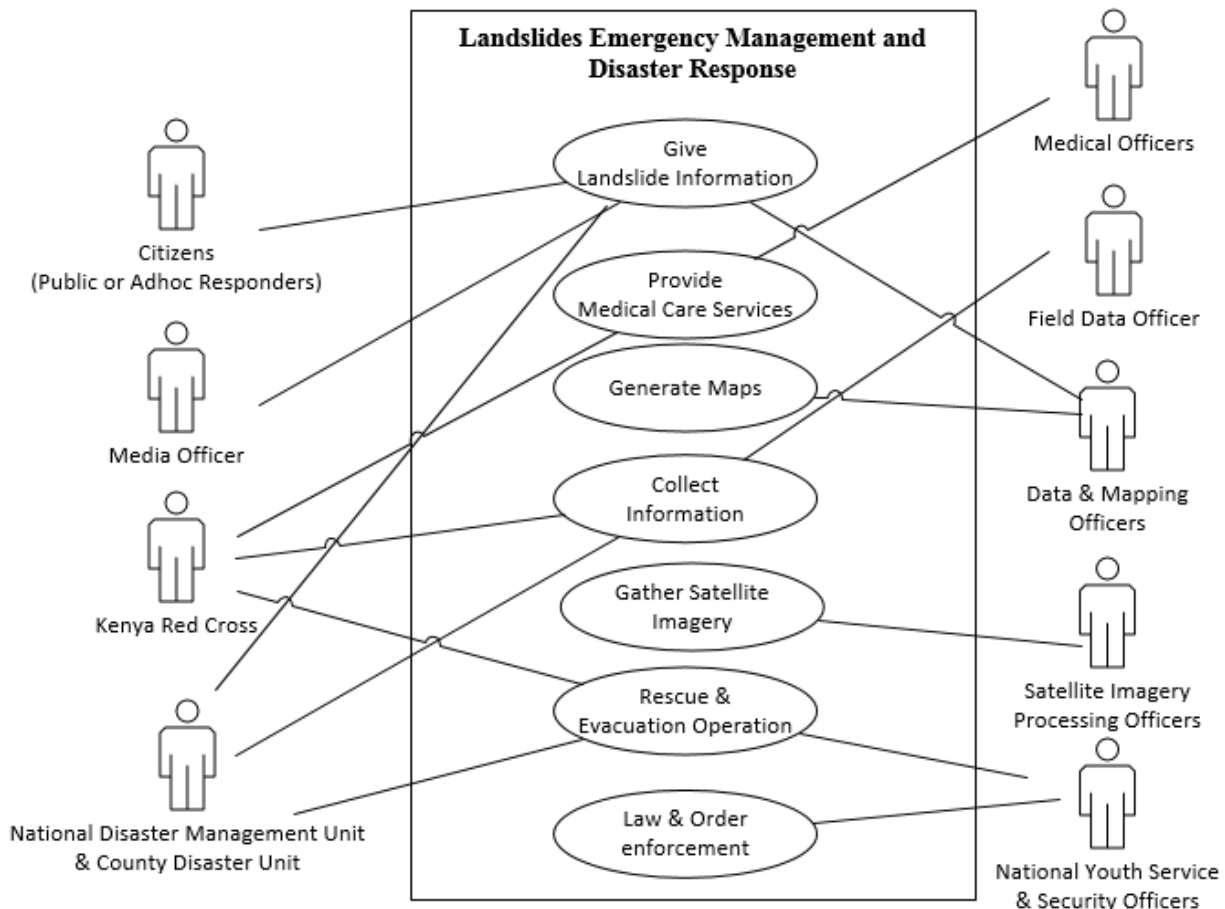 Landslides Emergency Management and
Disaster Response
Citizens
(Public or Adhoc Responders)
Media Officer
Kenya Red Cross
National Disaster Management Unit
& County Disaster Unit
Give
Landslide Information
Provide
Medical Care Services
Generate Maps
Collect
Information
Gather Satellite
Imagery
Rescue &
Evacuation Operation
Law & Order
enforcement
Medical Officers
Field Data Officer
Data & Mapping
Officers
Satellite Imagery
Processing Officers
National Youth Service
& Security Officers